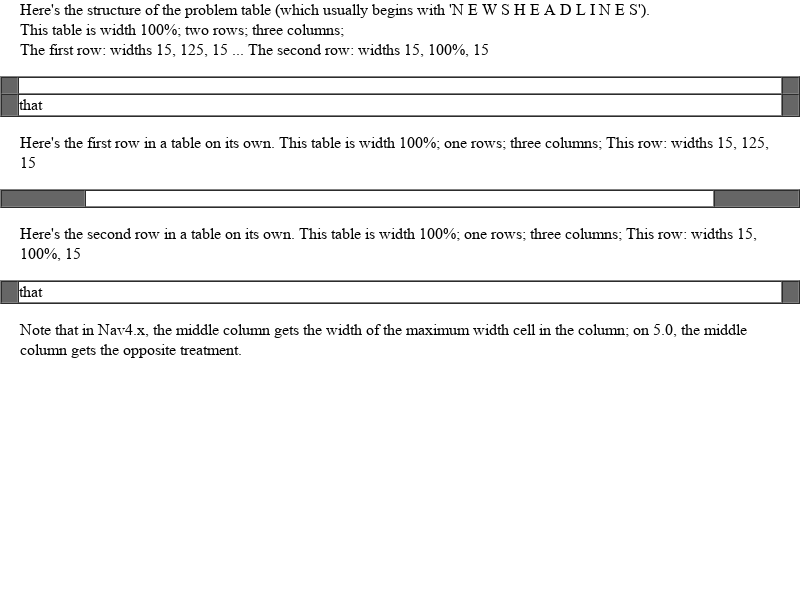 Here's the structure of the problem table (which usually begins with 'N E W S H E A D L I N E S').
This table is width 100%; two rows; three columns;
The first row: widths 15, 125, 15 ... The second row: widths 15, 100%, 15
that
Here's the first row in a table on its own. This table is width 100%; one rows; three columns; This row: widths 15, 125,
15
Here's the second row in a table on its own. This table is width 100%; one rows; three columns; This row: widths 15,
100%, 15
that
Note that in Nav4.x, the middle column gets the width of the maximum width cell in the column; on 5.0, the middle
column gets the opposite treatment.